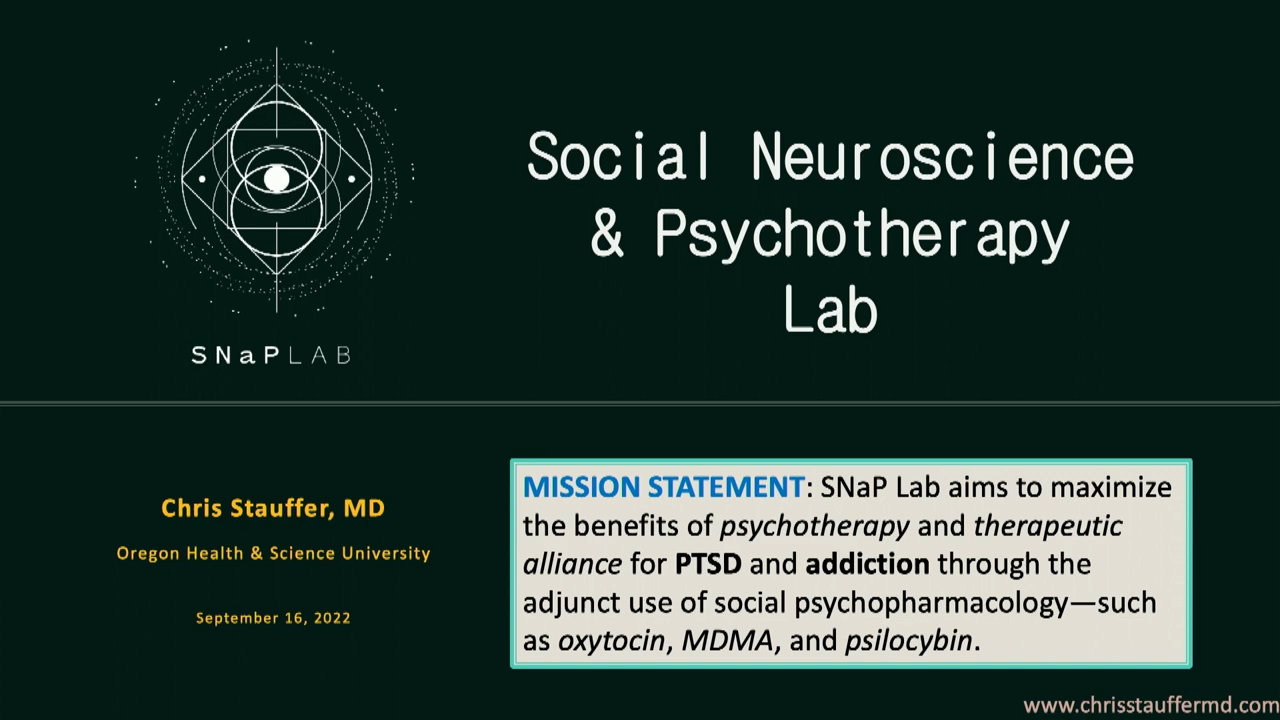 SNaPLAB
Social Neuroscience
& Psychotherapy
Lab
Chris Stauffer, MD
Oregon Health & Science University
September 16, 2022
MISSION STATEMENT: SNaP Lab aims to maximize
the benefits of psychotherapy and therapeutic
alliance for PTSD and addiction through the
adjunct use of social psychopharmacology—such
as oxytocin, MDMA, and psilocybin.
www.chrisstauffermd.com